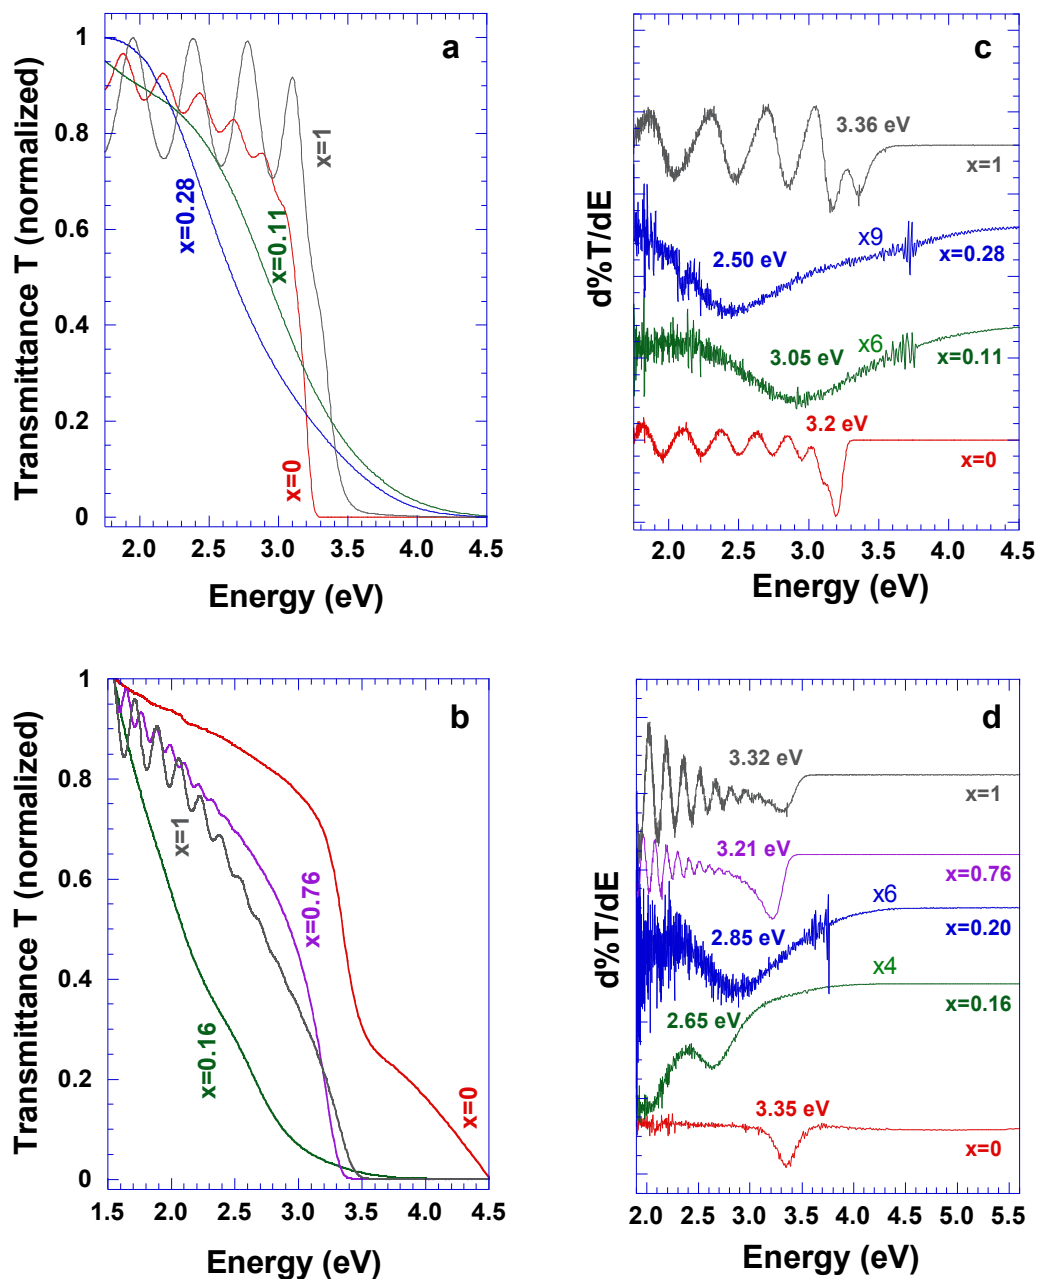 a
Transmittance T (normalized)
1
0.8
0.6
0.4
0.2
0
x=0.28
x=0.11
x=1
x=0
2.0 2.5 3.0 3.5 4.0 4.5
Energy (eV)
c
d%T/dE
3.36 eV
x=1
x9
2.50 eV
x=0.28
x6
3.05 eV
x=0.11
3.2 eV
x=0
2.0 2.5 3.0 3.5 4.0 4.5
Energy (eV)
b
Transmittance T (normalized)
1
0.8
0.6
0.4
0.2
0
x=1
x=0.76
x=0.16
x=0
1.5 2.0 2.5 3.0 3.5 4.0 4.5
Energy (eV)
d
d%T/dE
3.32 eV
x=1
3.21 eV
x=0.76
x6
x=0.20
2.85 eV
x4
x=0.16
2.65 eV
3.35 eV
x=0
2.0 2.5 3.0 3.5 4.0 4.5 5.0 5.5
Energy (eV)